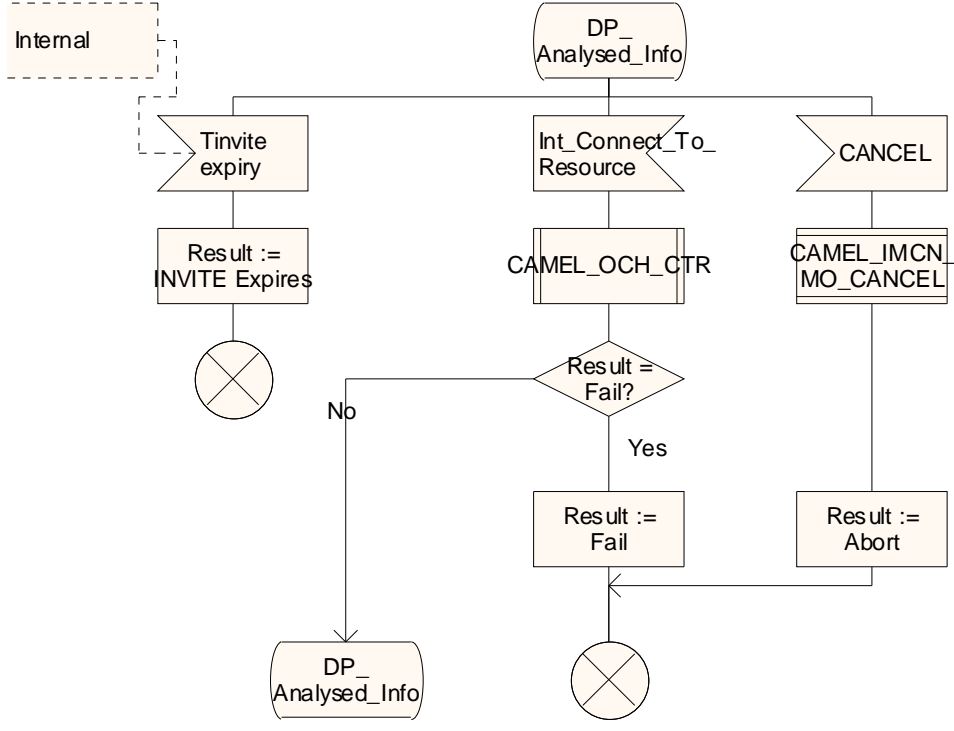 Internal
DP_
Analysed_Info
Tinvite
expiry
Int_Connect_To_
Resource
CANCEL
Result :=
INVITE Expires
CAMEL_OCH_CTR
CAMEL_IMCN_
MO_CANCEL
Result =
Fail?
No
Yes
Result :=
Fail
Result :=
Abort
DP_
Analysed_Info